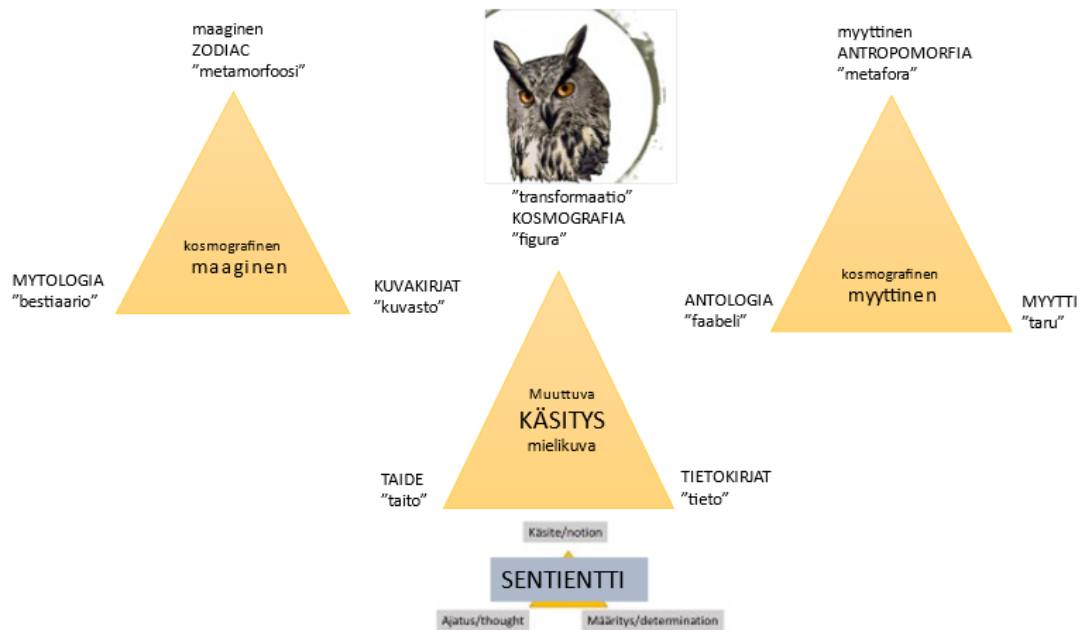 maaginen
ZODIAC
”metamorfoosi”
kosmografinen
maaginen
MYTOLOGIA
”bestiaario”
KUVAKIRJAT
”kuvasto”
”transformaatio”
KOSMOGRAFIA
”figura”
myyttinen
ANTROPOMORFIA
”metafora”
kosmografinen
myyttinen
ANTOLOGIA
”faabeli”
MYYTTI
”taru”
Muuttuva
KÄSITYS
mielikuva
TAIDE
”taito”
TIETOKIRJAT
”tieto”
Käsite/notion
SENTIENTTI
Ajatus/thought
Määritys/determination